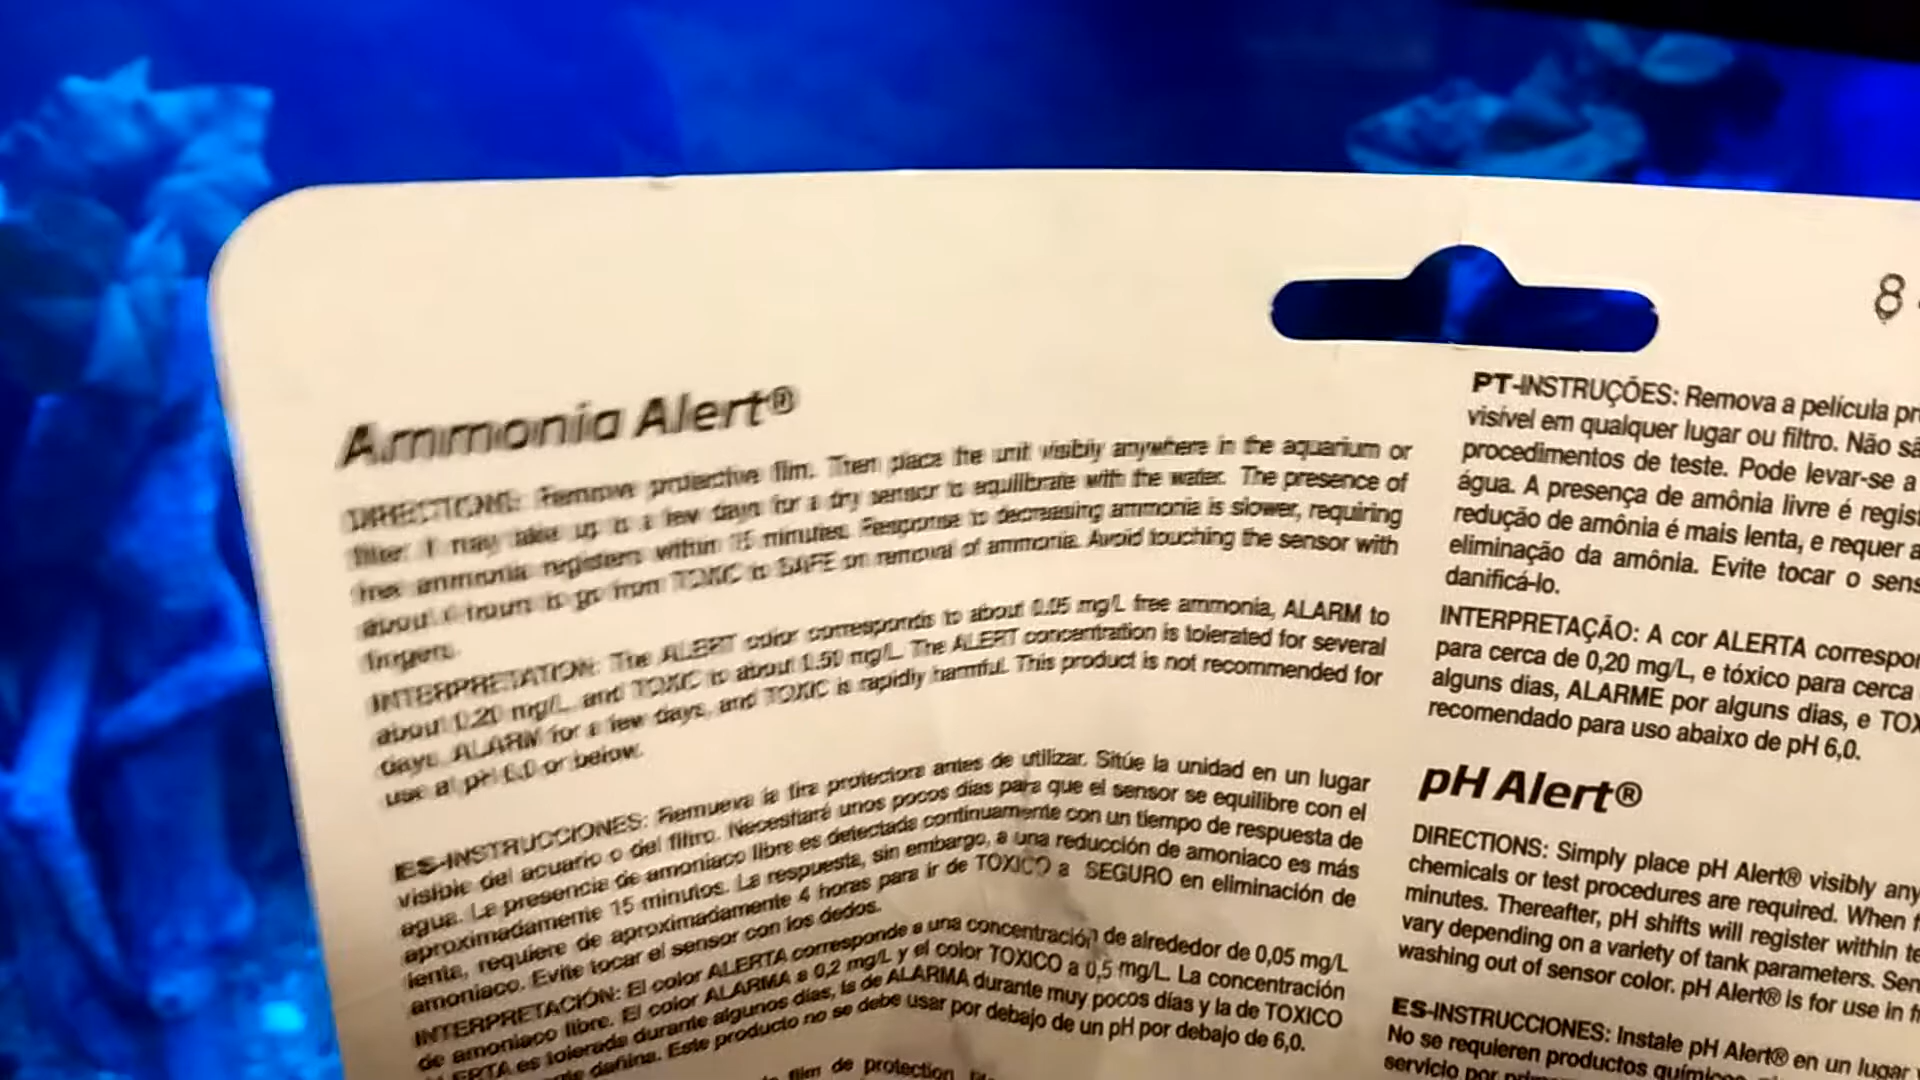 Ammonia Alert®
DIRECTIONS: Remove protective film. Then place the unit visibly anywhere in the aquarium or
filter. It may take up to a few days for a dry sensor to equilibrate with the water. The presence of
free ammonia registers within 15 minutes. Response to decreasing ammonia is slower, requiring
about 4 hours to go from TOXIC to SAFE on removal of ammonia. Avoid touching the sensor with
fingers.
INTERPRETATION: The ALERT color corresponds to about 0.05 mg/L free ammonia, ALARM to
about 0.20 mg/L, and TOXIC to about 0.50 mg/L. The ALERT concentration is tolerated for several
days, ALARM for a few days, and TOXIC is rapidly harmful. This product is not recommended for
use at pH 6.0 or below.
ES-INSTRUCCIONES: Remueva la tira protectora antes de utilizar. Sitúe la unidad en un lugar
visible del acuario o del filtro. Necesitará unos pocos días para que el sensor se equilibre con el
agua. La presencia de amoniaco libre es detectada continuamente con un tiempo de respuesta de
aproximadamente 15 minutos. La respuesta, sin embargo, a una reducción de amoniaco es más
lenta, requiere de aproximadamente 4 horas para ir de TOXICO a SEGURO en eliminación de
amoniaco. Evite tocar el sensor con los dedos.
INTERPRETACIÓN: El color ALERTA corresponde a una concentración de alrededor de 0,05 mg/L
de amoniaco libre. El color ALARMA a 0,2 mg/L y el color TOXICO a 0,5 mg/L. La concentración
ALERTA es tolerada durante algunos días, la de ALARMA durante muy pocos días y la de TOXICO
dañina. Este producto no se debe usar por debajo de un pH por debajo de 6,0.
film de protection
8
PT-INSTRUÇÕES: Remova a película
visível em qualquer lugar ou filtro. Não
procedimentos de teste. Pode levar-se a
água. A presença de amônia livre é
redução de amônia é mais lenta, e requer
eliminação da amônia. Evite tocar o
danificá-lo.
INTERPRETAÇÃO: A cor ALERTA
para cerca de 0,20 mg/L, e tóxico para cerca
alguns dias, ALARME por alguns dias, e
recomendado para uso abaixo de pH 6,0.
pH Alert®
DIRECTIONS: Simply place pH Alert® visibly
chemicals or test procedures are required. When
minutes. Thereafter, pH shifts will register within
vary depending on a variety of tank parameters.
washing out of sensor color. pH Alert® is for use in
ES-INSTRUCCIONES: Instale pH Alert® en un lugar
No se requieren productos químicos
servicio por